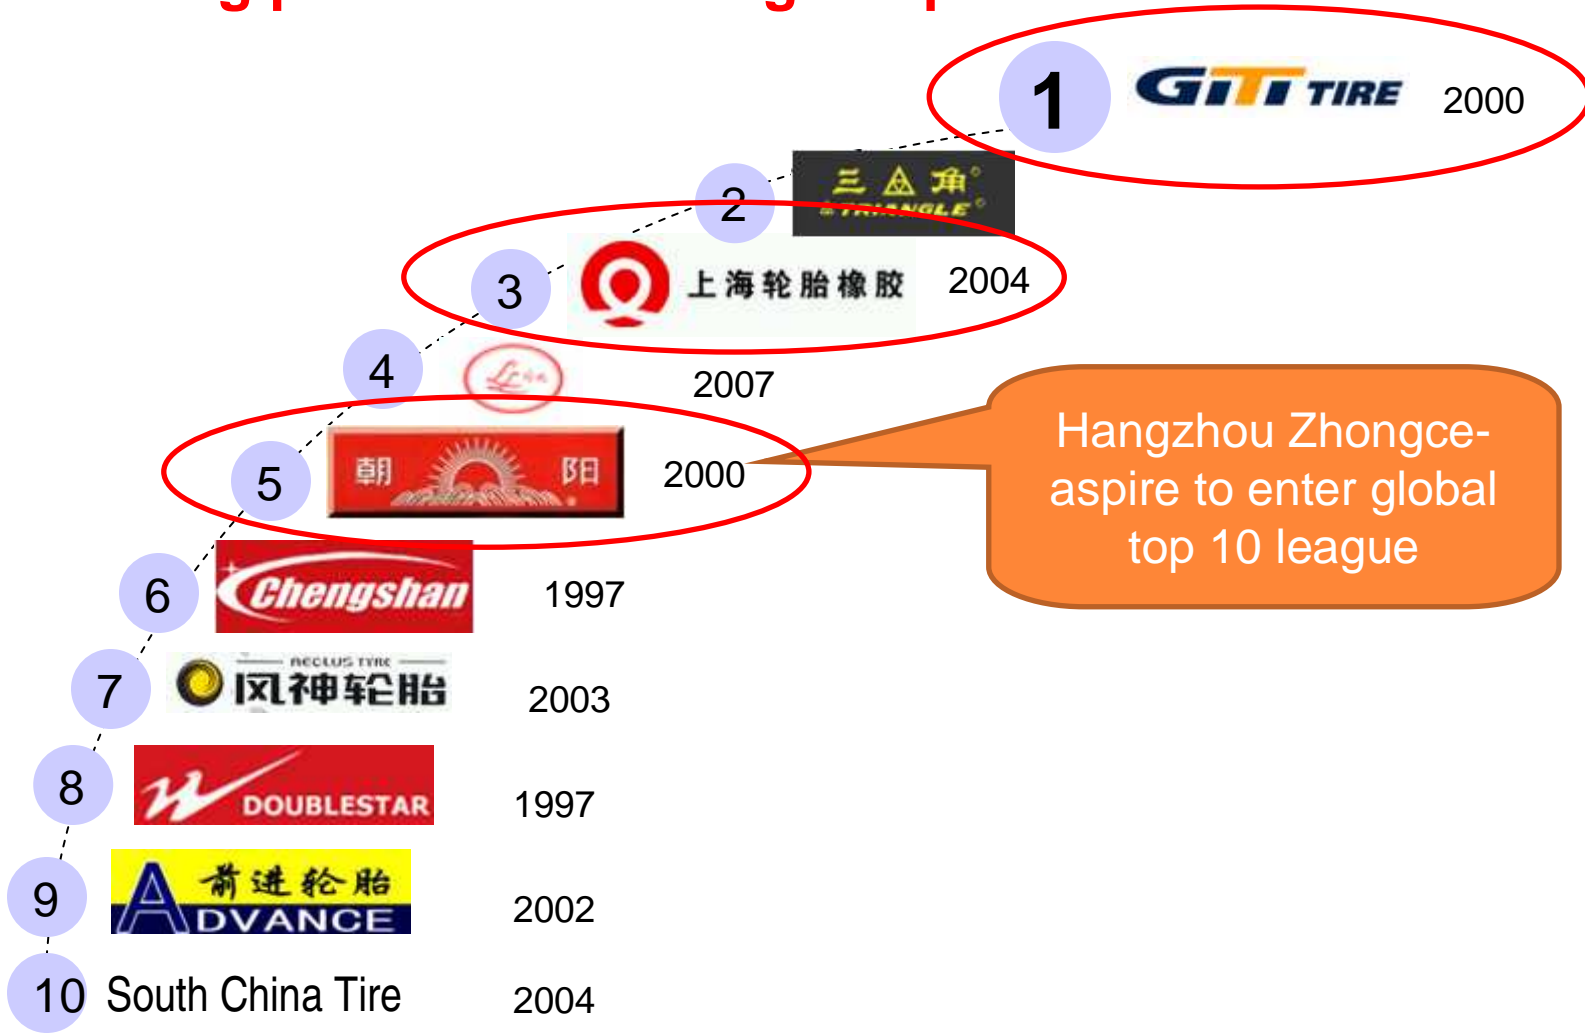 1
GiTi TIRE
2000
2
三角
TRIANGLE
3
上海轮胎橡胶
2004
4
2007
5
朝 阳
2000
Hangzhou Zhongce-
aspire to enter global
top 10 league
6
Chengshan
1997
7
AEOLUS TYRE
风神轮胎
2003
8
DOUBLESTAR
1997
9
前进轮胎
ADVANCE
2002
10
South China Tire
2004